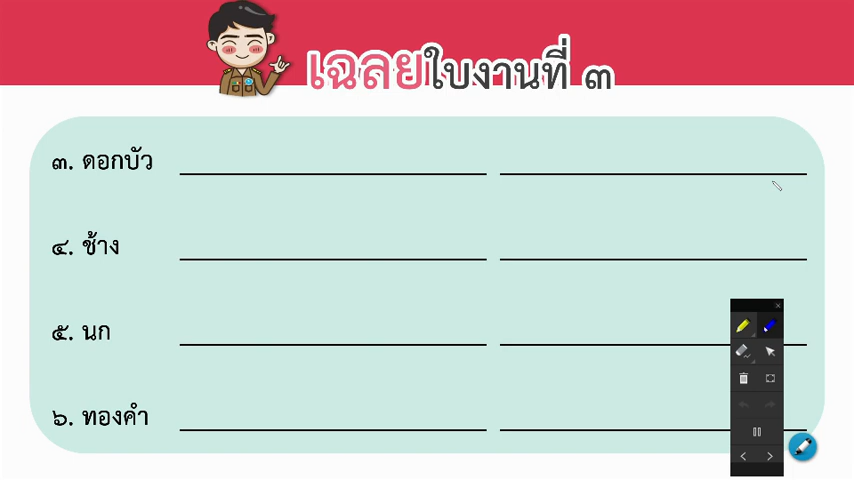 เฉลยใบงานที่ ๓
๓. ดอกบัว
๔. ช้าง
๕. นก
๖. ทองคำ